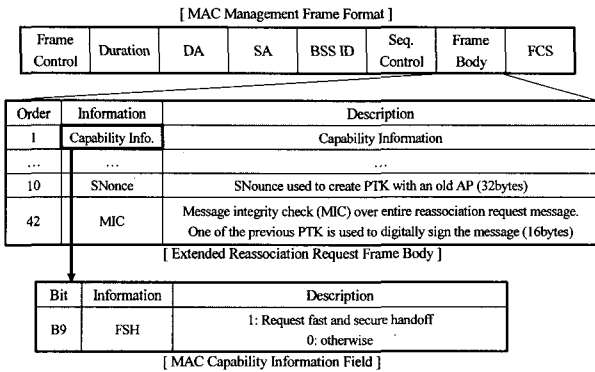 [ MAC Management Frame Format ]
Frame Control Duration DA SA BSS ID Seq. Control Frame Body FCS
Order Information Description
1 Capability Info. Capability Information
... ... ...
10 SNonce SNounce used to create PTK with an old AP (32bytes)
42 MIC Message integrity check (MIC) over entire reassociation request message.
One of the previous PTK is used to digitally sign the message (16bytes)
[ Extended Reassociation Request Frame Body ]
Bit Information Description
B9 FSH 1: Request fast and secure handoff
0: otherwise
[ MAC Capability Information Field ]